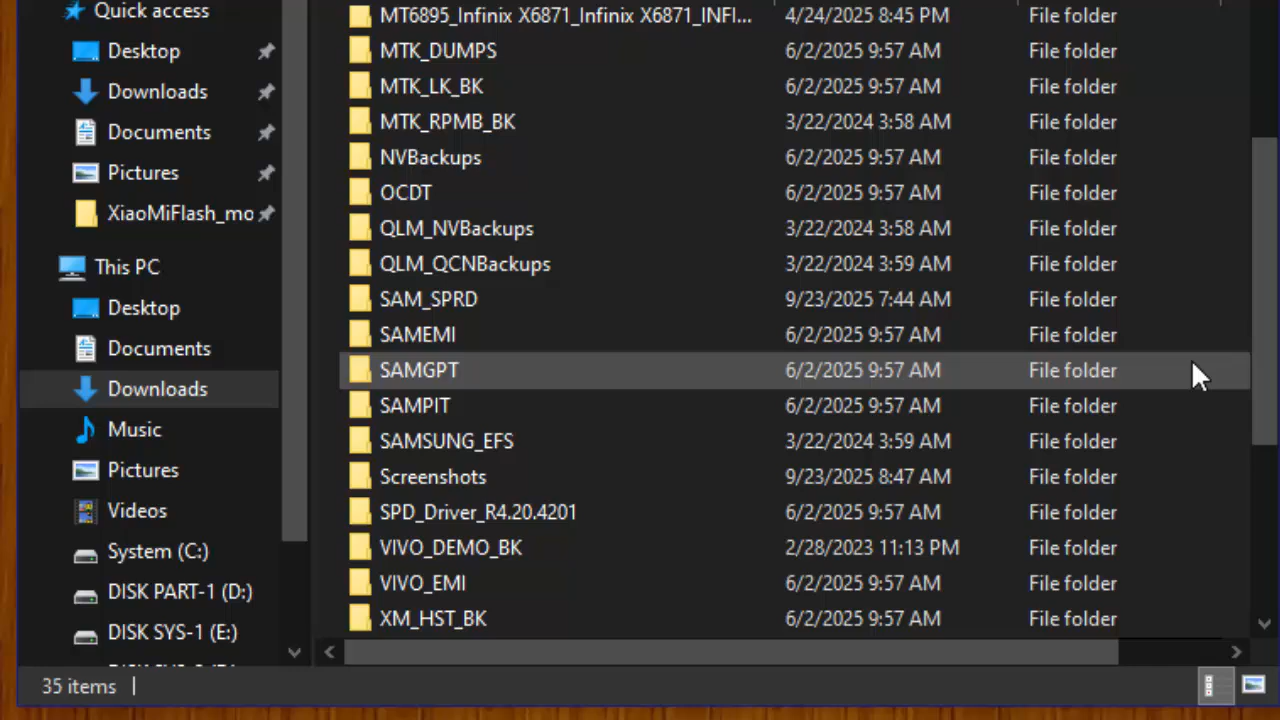 Quick access
Desktop
Downloads
Documents
Pictures
XiaoMiFlash_mo
This PC
Desktop
Documents
Downloads
Music
Pictures
Videos
System (C:)
DISK PART-1 (D:)
DISK SYS-1 (E:)
MT6895_Infinix X6871_Infinix X6871_INFI... 4/24/2025 8:45 PM File folder
MTK_DUMPS 6/2/2025 9:57 AM File folder
MTK_LK_BK 6/2/2025 9:57 AM File folder
MTK_RPMB_BK 3/22/2024 3:58 AM File folder
NVBackups 6/2/2025 9:57 AM File folder
OCDT 6/2/2025 9:57 AM File folder
QLM_NVBackups 3/22/2024 3:58 AM File folder
QLM_QCNBackups 3/22/2024 3:59 AM File folder
SAM_SPRD 9/23/2025 7:44 AM File folder
SAMEMI 6/2/2025 9:57 AM File folder
SAMGPT 6/2/2025 9:57 AM File folder
SAMPIT 6/2/2025 9:57 AM File folder
SAMSUNG_EFS 3/22/2024 3:59 AM File folder
Screenshots 9/23/2025 8:47 AM File folder
SPD_Driver_R4.20.4201 6/2/2025 9:57 AM File folder
VIVO_DEMO_BK 2/28/2023 11:13 PM File folder
VIVO_EMI 6/2/2025 9:57 AM File folder
XM_HST_BK 6/2/2025 9:57 AM File folder
35 items